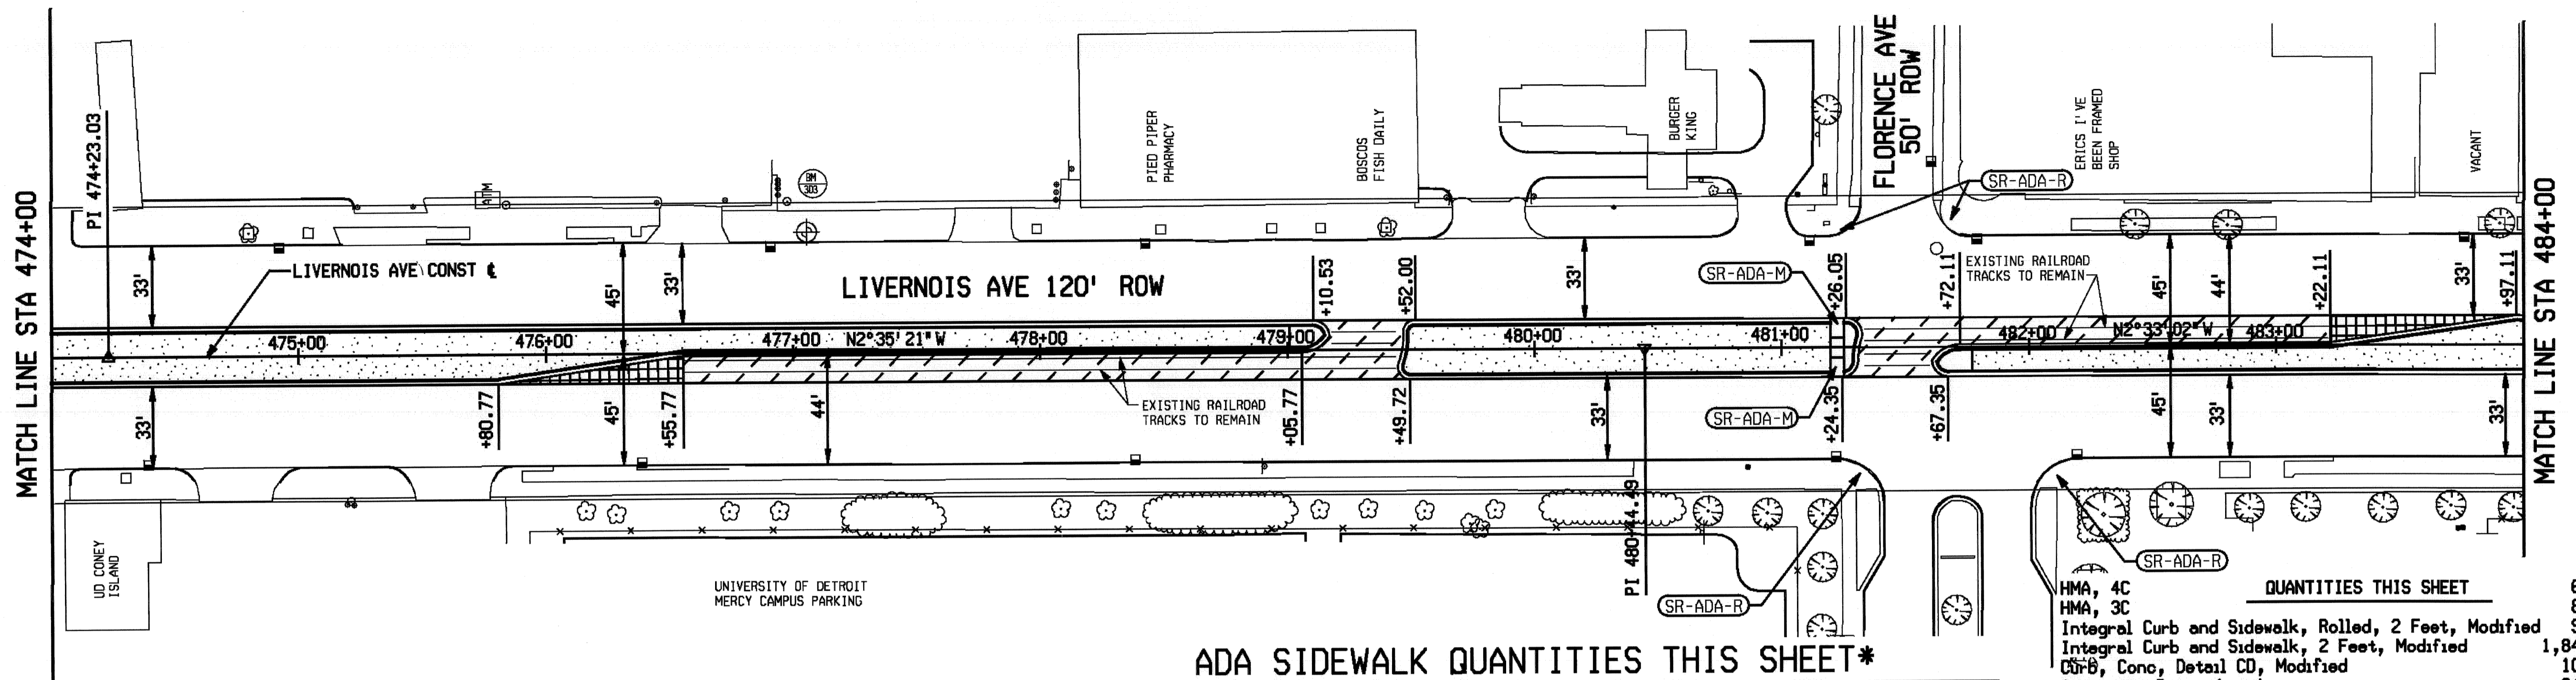 MATCH LINE STA 474+00
PI 474+23.03
ATM
BM
303
PIED PIPER
PHARMACY
BOSCOS
FISH DAILY
BURGER
KING
FLORENCE AVE
50' ROW
SR-ADA-R
ERICS I'VE
BEEN FRAMED
SHOP
VACANT
MATCH LINE STA 484+00
LIVERNOIS AVE CONST ℄
33'
45'
33'
LIVERNOIS AVE 120' ROW
+10.53
+52.00
33'
SR-ADA-M
+26.05
+72.11
EXISTING RAILROAD
TRACKS TO REMAIN
45'
44'
+22.11
33'
+97.11
475+00
476+00
477+00
N2°35'21"W
478+00
479+00
480+00
481+00
482+00
N2°33'02"W
483+00
33'
+80.77
45'
+55.77
44'
EXISTING RAILROAD
TRACKS TO REMAIN
+05.77
+49.72
33'
SR-ADA-M
+24.35
+67.35
45'
33'
33'
PI 480+44.49
UD CONEY
ISLAND
UNIVERSITY OF DETROIT
MERCY CAMPUS PARKING
SR-ADA-R
SR-ADA-R
QUANTITIES THIS SHEET
HMA, 4C
HMA, 3C
Integral Curb and Sidewalk, Rolled, 2 Feet, Modified
Integral Curb and Sidewalk, 2 Feet, Modified 1,84
Curb, Conc, Detail CD, Modified 10
ADA SIDEWALK QUANTITIES THIS SHEET*